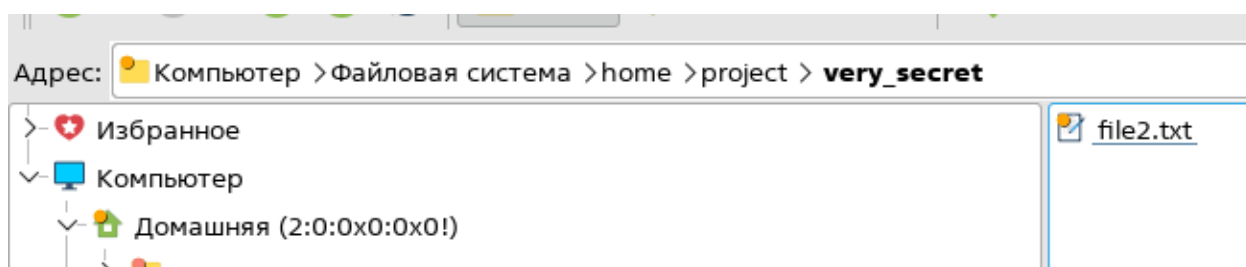 Адрес: Компьютер >Файловая система >home >project > very_secret
Избранное
file2.txt
Компьютер
Домашняя (2:0:0x0:0x0!)